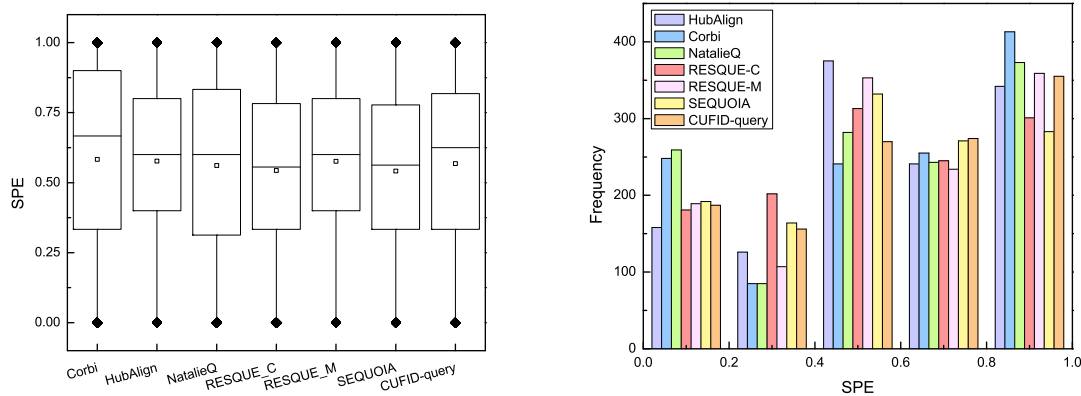 1.00
0.75
0.50
0.25
0.00
SPE
Corbi
HubAlign
NatalieQ
RESQUE_C
RESQUE_M
SEQUOIA
CUFID-query
HubAlign
Corbi
NatalieQ
RESQUE-C
RESQUE-M
SEQUOIA
CUFID-query
400
300
200
100
0
Frequency
0.0 0.2 0.4 0.6 0.8 1.0
SPE